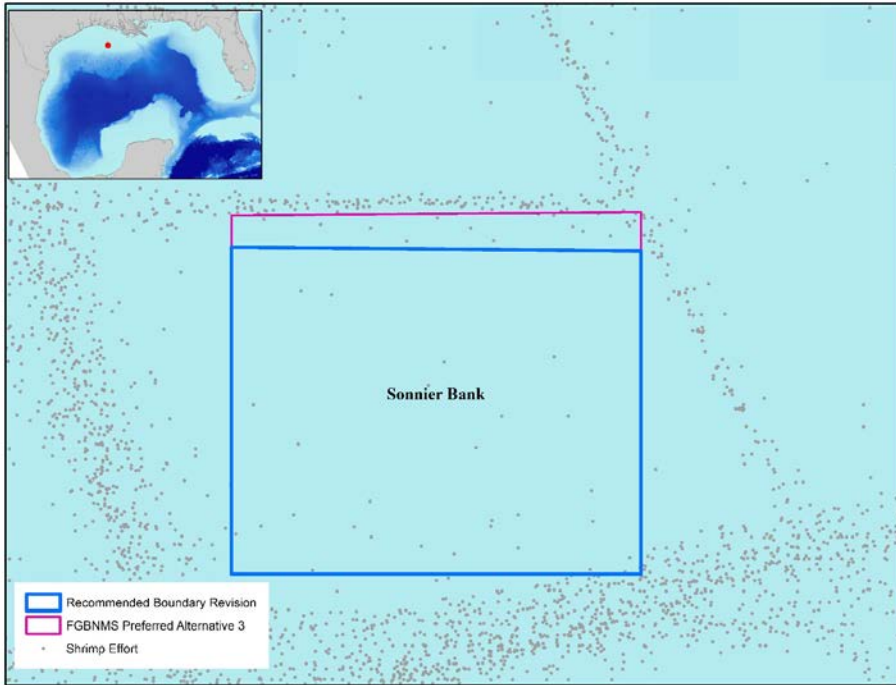 Sonnier Bank
Recommended Boundary Revision
FGBNMS Preferred Alternative 3
Shrimp Effort